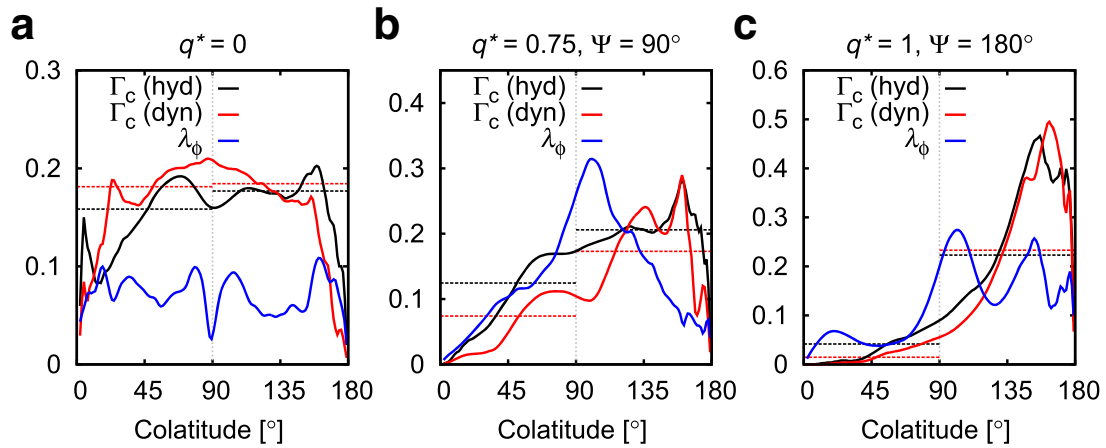 a
q* = 0
0.3
0.2
0.1
0
Γc (hyd)
Γc (dyn)
λϕ
0 45 90 135 180
Colatitude [°]
b
q* = 0.75, Ψ = 90°
0.4
0.3
0.2
0.1
0
Γc (hyd)
Γc (dyn)
λϕ
0 45 90 135 180
Colatitude [°]
c
q* = 1, Ψ = 180°
0.6
0.5
0.4
0.3
0.2
0.1
0
Γc (hyd)
Γc (dyn)
λϕ
0 45 90 135 180
Colatitude [°]